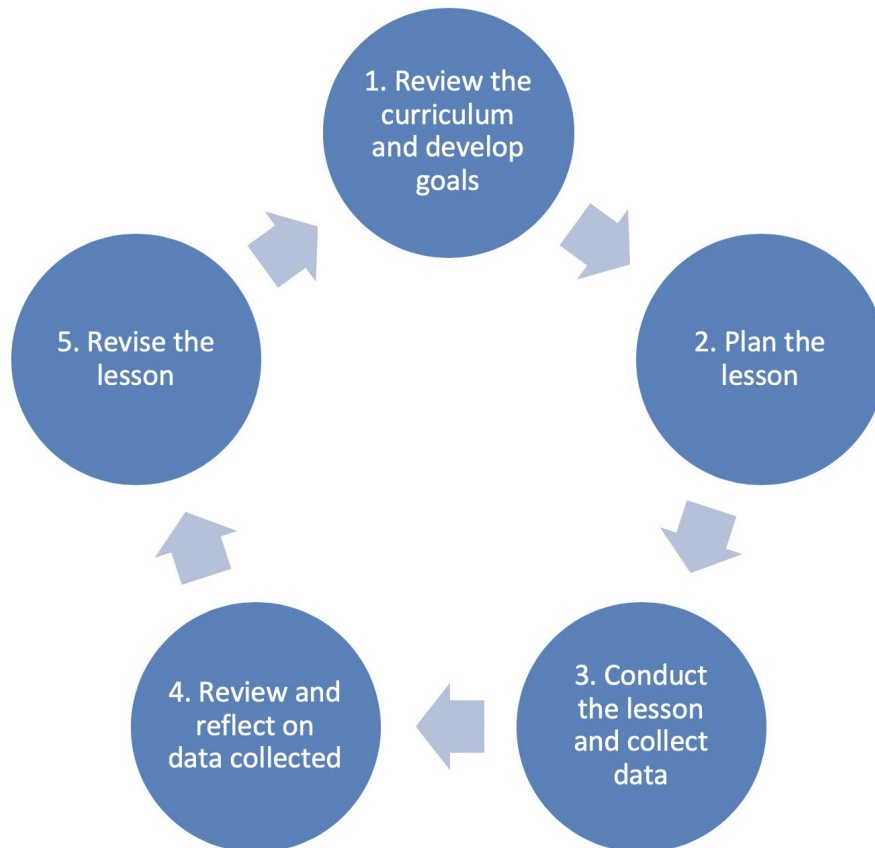 1. Review the
curriculum
and develop
goals
2. Plan the
lesson
3. Conduct
the lesson
and collect
data
4. Review and
reflect on
data collected
5. Revise the
lesson